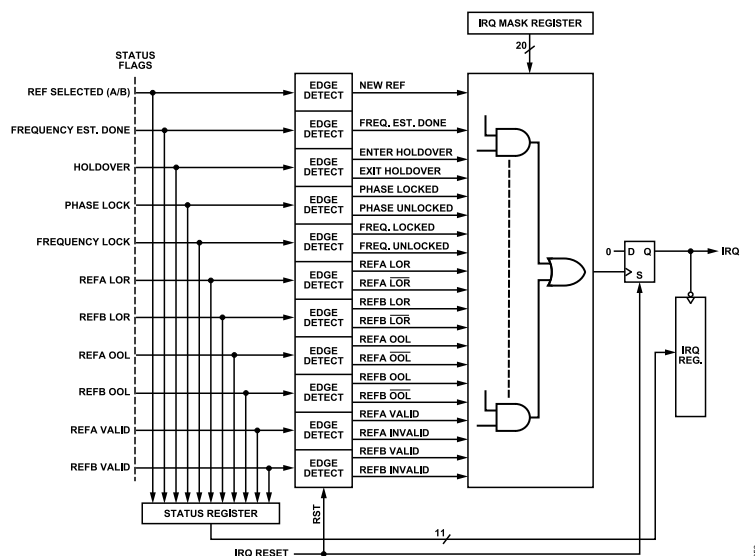 IRQ MASK REGISTER
STATUS
FLAGS
20
REF SELECTED (A/B)
EDGE
DETECT
NEW REF
FREQUENCY EST. DONE
EDGE
DETECT
FREQ. EST. DONE
HOLDOVER
EDGE
DETECT
ENTER HOLDOVER
EXIT HOLDOVER
PHASE LOCK
EDGE
DETECT
PHASE LOCKED
PHASE UNLOCKED
FREQUENCY LOCK
EDGE
DETECT
FREQ. LOCKED
FREQ. UNLOCKED
0
D Q
S
IRQ
REFA LOR
EDGE
DETECT
REFA LOR
REFA L̅O̅R̅
REFB LOR
EDGE
DETECT
REFB LOR
REFB L̅O̅R̅
REFA OOL
EDGE
DETECT
REFA OOL
REFA O̅O̅L̅
IRQ
REG.
REFB OOL
EDGE
DETECT
REFB OOL
REFB O̅O̅L̅
REFA VALID
EDGE
DETECT
REFA VALID
REFA INVALID
REFB VALID
EDGE
DETECT
REFB VALID
REFB INVALID
STATUS REGISTER
RST
11
IRQ RESET